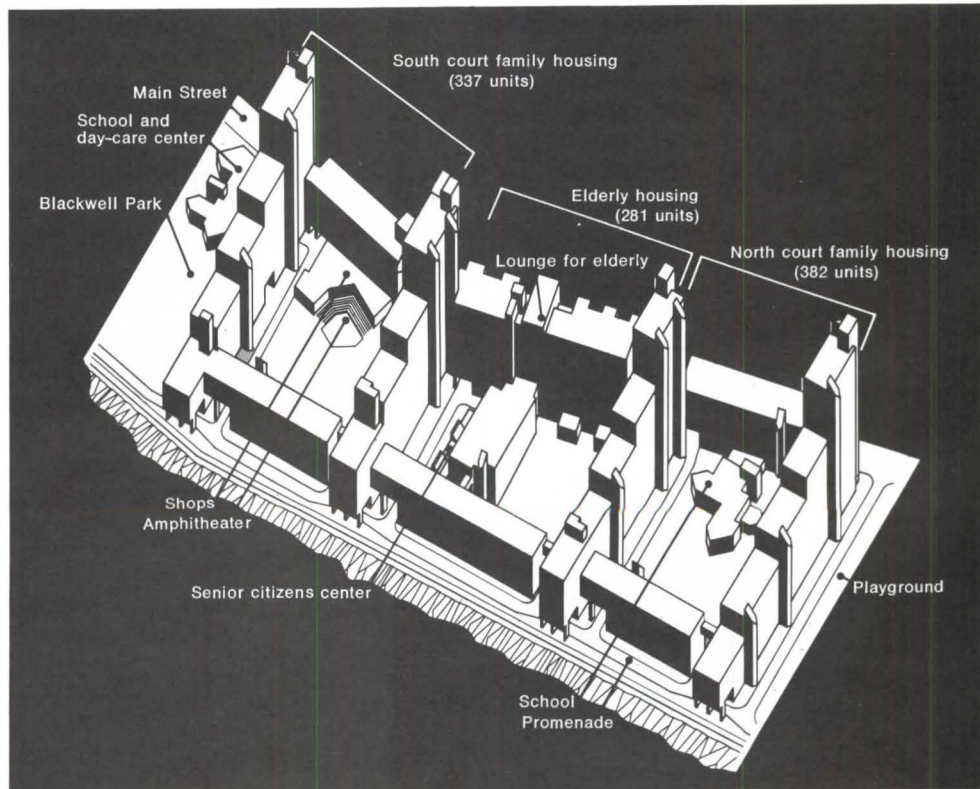 South court family housing
(337 units)
Main Street
School and
day-care center
Blackwell Park
Elderly housing
(281 units)
Lounge for elderly
North court family housing
(382 units)
Shops
Amphitheater
Senior citizens center
Playground
School
Promenade